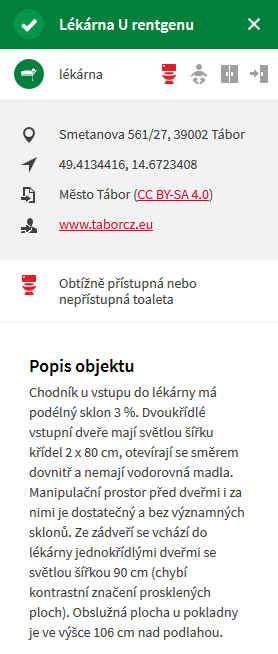 Lékárna U rentgenu
lékárna
Smetanova 561/27, 39002 Tábor
49.4134416, 14.6723408
Město Tábor (CC BY-SA 4.0)
www.taborcz.eu
Obtížně přístupná nebo
nepřístupná toaleta
Popis objektu
Chodník u vstupu do lékárny má
podélný sklon 3 %. Dvoukřídlé
vstupní dveře mají světlou šířku
křídel 2 x 80 cm, otevírají se směrem
dovnitř a nemají vodorovná madla.
Manipulační prostor před dveřmi i za
nimi je dostatečný a bez významných
sklonů. Ze zádveří se vchází do
lékárny jednokřídlými dveřmi se
světlou šířkou 90 cm (chybí
kontrastní značení prosklených
ploch). Obslužná plocha u pokladny
je ve výšce 106 cm nad podlahou.